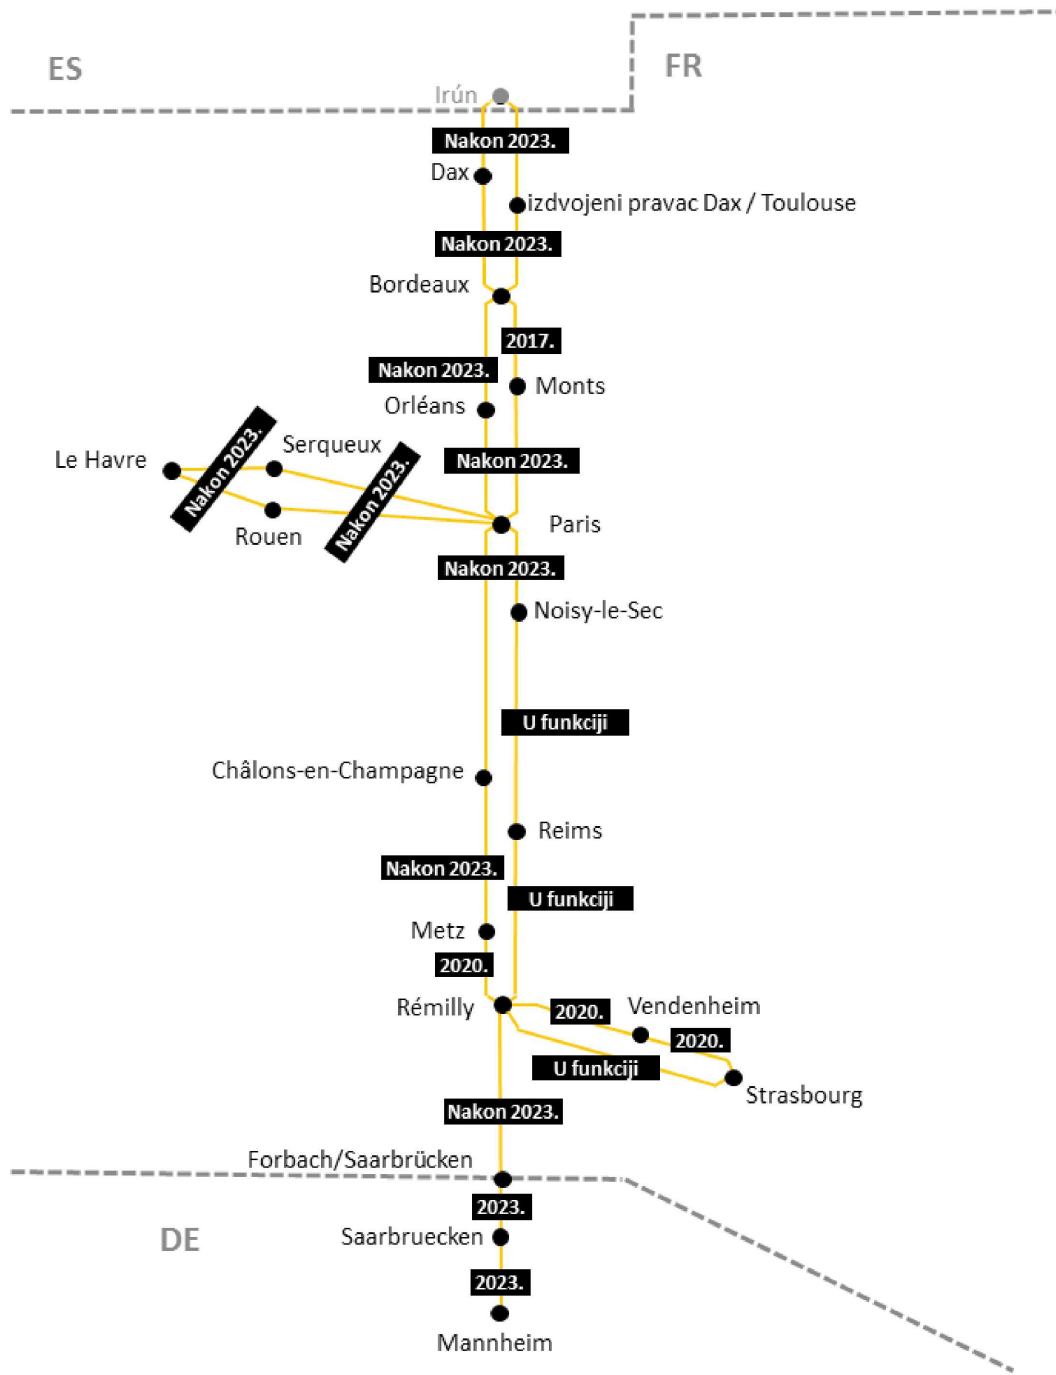 ES
FR
Irún
Nakon 2023.
Dax
izdvojeni pravac Dax / Toulouse
Nakon 2023.
Bordeaux
2017.
Nakon 2023.
Monts
Orléans
Serqueux
Le Havre
Nakon 2023.
Nakon 2023.
Nakon 2023.
Rouen
Paris
Nakon 2023.
Noisy-le-Sec
U funkciji
Châlons-en-Champagne
Reims
Nakon 2023.
U funkciji
Metz
2020.
Rémilly
2020.
Vendenheim
2020.
U funkciji
Strasbourg
Nakon 2023.
Forbach/Saarbrücken
2023.
DE
Saarbruecken
2023.
Mannheim